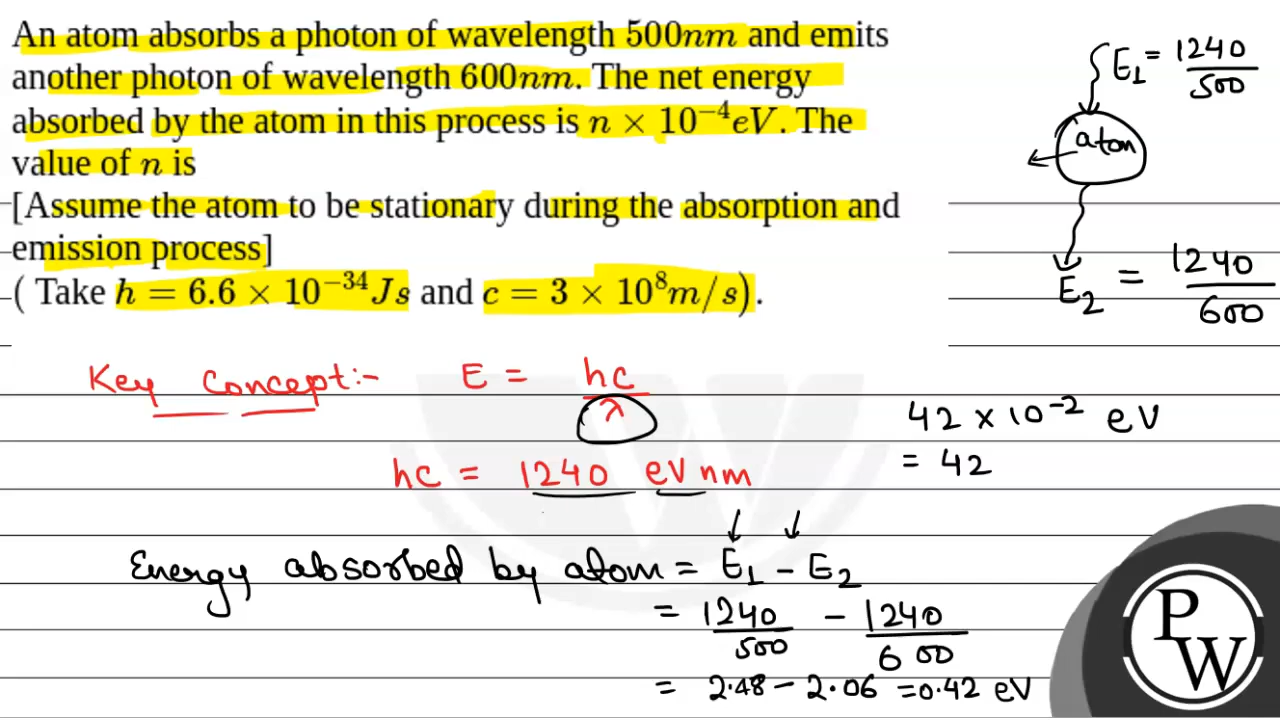 An atom absorbs a photon of wavelength 500nm and emits
another photon of wavelength 600nm. The net energy
absorbed by the atom in this process is n × 10⁻⁴eV. The
value of n is
[Assume the atom to be stationary during the absorption and
emission process]
( Take h = 6.6 × 10⁻³⁴Js and c = 3 × 10⁸m/s).
E₁ = 1240/500
atom
E₂ = 1240/600
Key Concept:- E = hc/λ
hc = 1240 eV nm
42 × 10⁻² eV
= 42
Energy absorbed by atom = E₁ - E₂
= 1240/500 - 1240/600
= 2.48 - 2.06 = 0.42 eV
P
W